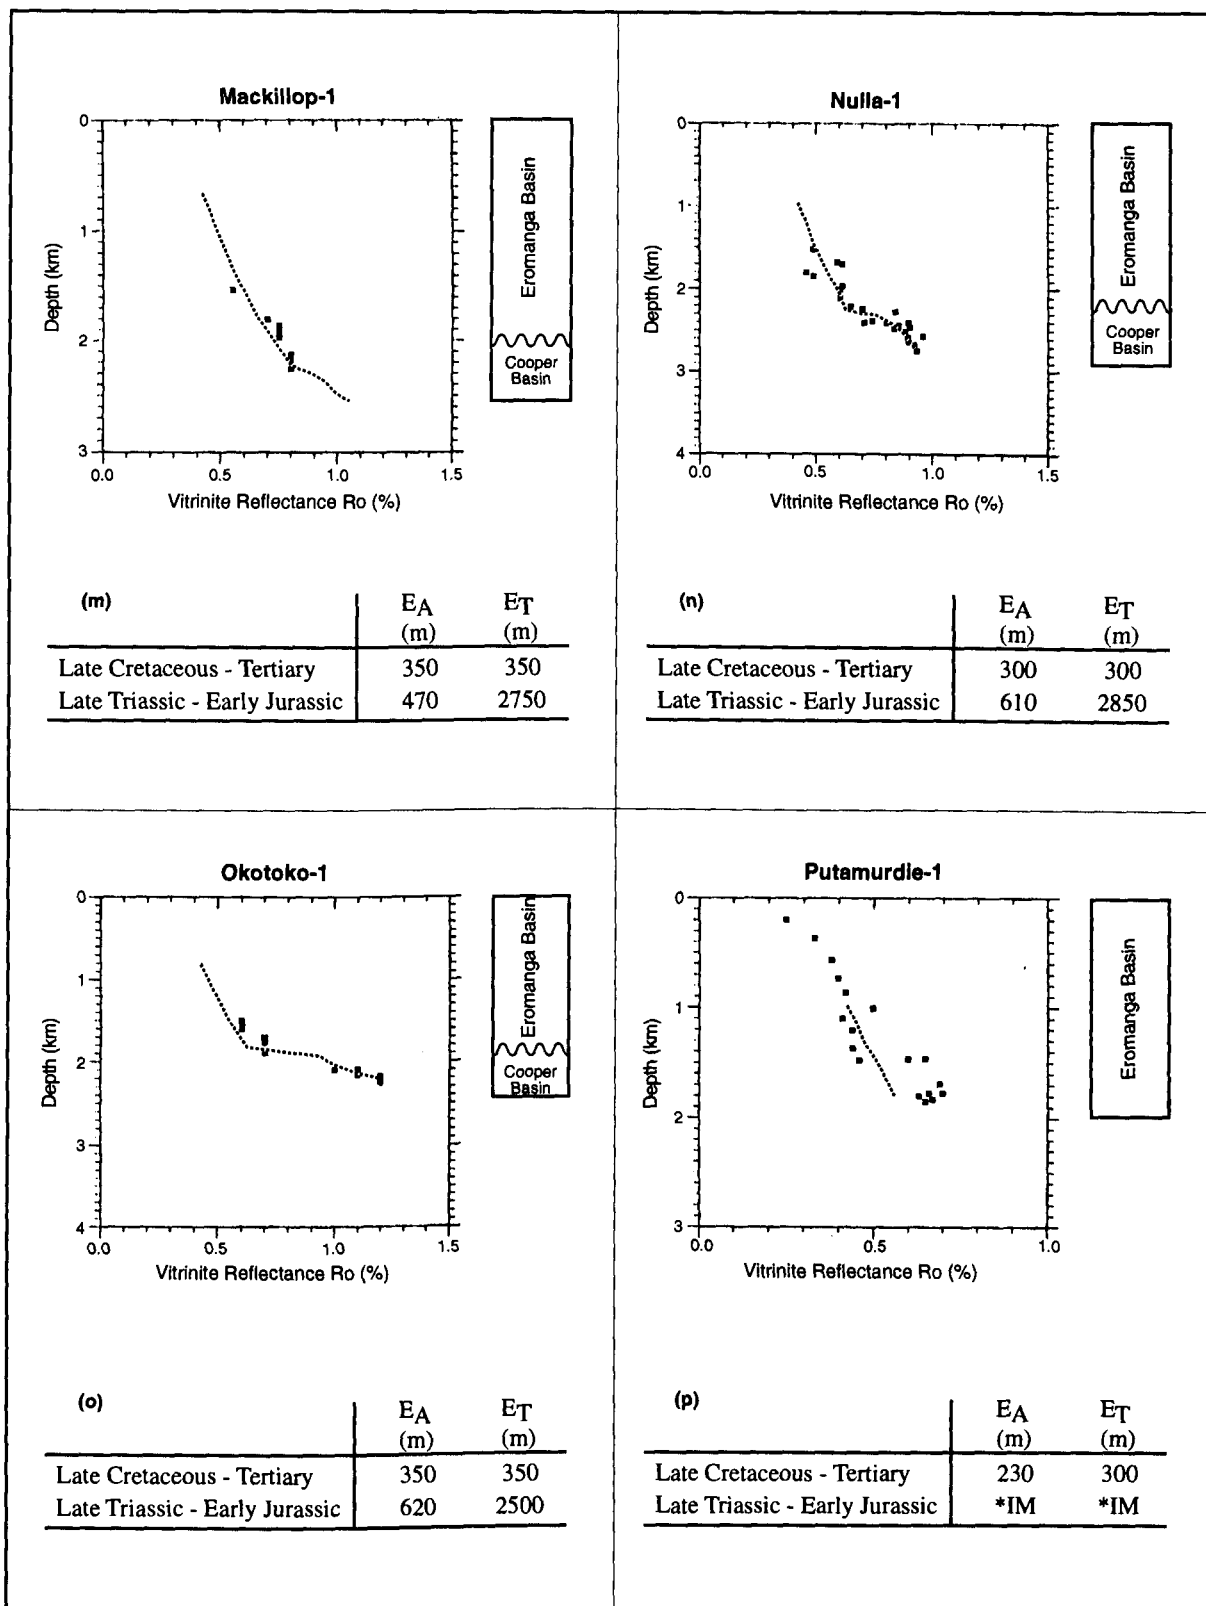 Mackillop-1
0
1
2
3
Depth (km)
0.0 0.5 1.0 1.5
Vitrinite Reflectance Ro (%)
Eromanga Basin
Cooper
Basin
(m) EA ET
(m) (m)
Late Cretaceous - Tertiary 350 350
Late Triassic - Early Jurassic 470 2750
Nulla-1
0
1
2
3
4
Depth (km)
0.0 0.5 1.0 1.5
Vitrinite Reflectance Ro (%)
Eromanga Basin
Cooper
Basin
(n) EA ET
(m) (m)
Late Cretaceous - Tertiary 300 300
Late Triassic - Early Jurassic 610 2850
Okotoko-1
0
1
2
3
4
Depth (km)
0.0 0.5 1.0 1.5
Vitrinite Reflectance Ro (%)
Eromanga Basin
Cooper
Basin
(o) EA ET
(m) (m)
Late Cretaceous - Tertiary 350 350
Late Triassic - Early Jurassic 620 2500
Putamurdie-1
0
1
2
3
Depth (km)
0.0 0.5 1.0
Vitrinite Reflectance Ro (%)
Eromanga Basin
(p) EA ET
(m) (m)
Late Cretaceous - Tertiary 230 300
Late Triassic - Early Jurassic *IM *IM